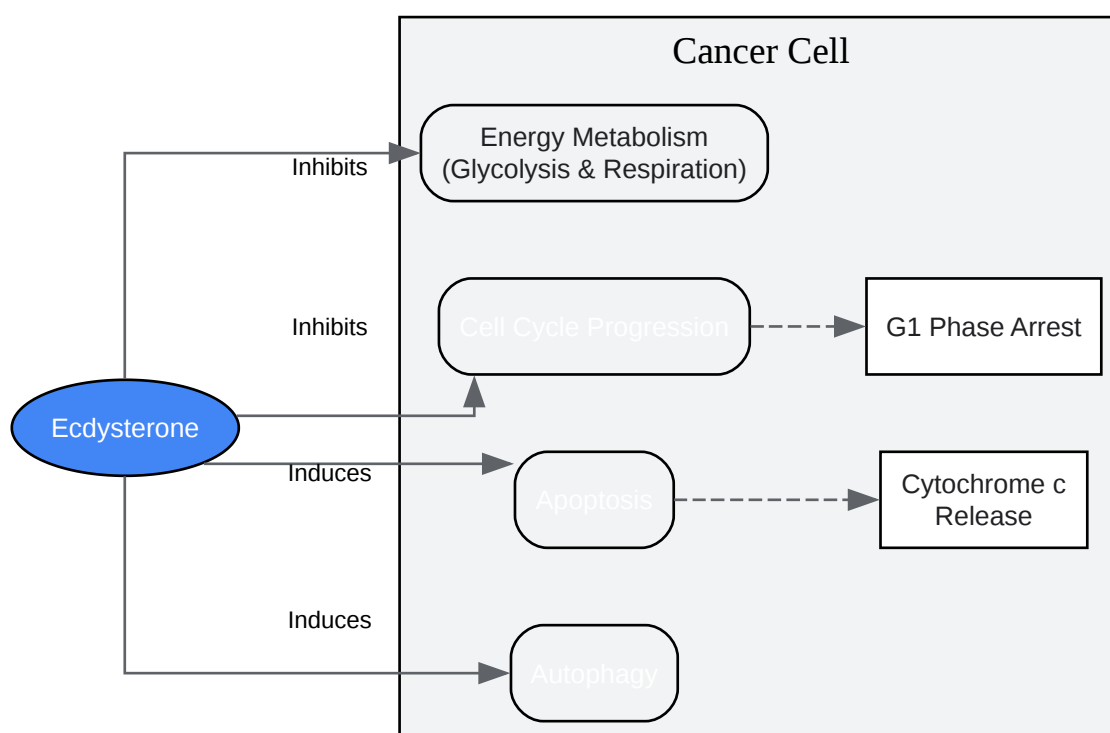 Cancer Cell
Energy Metabolism
(Glycolysis & Respiration)
Inhibits
Inhibits
Cell Cycle Progression
G1 Phase Arrest
Ecdysterone
Induces
Apoptosis
Cytochrome c
Release
Induces
Autophagy